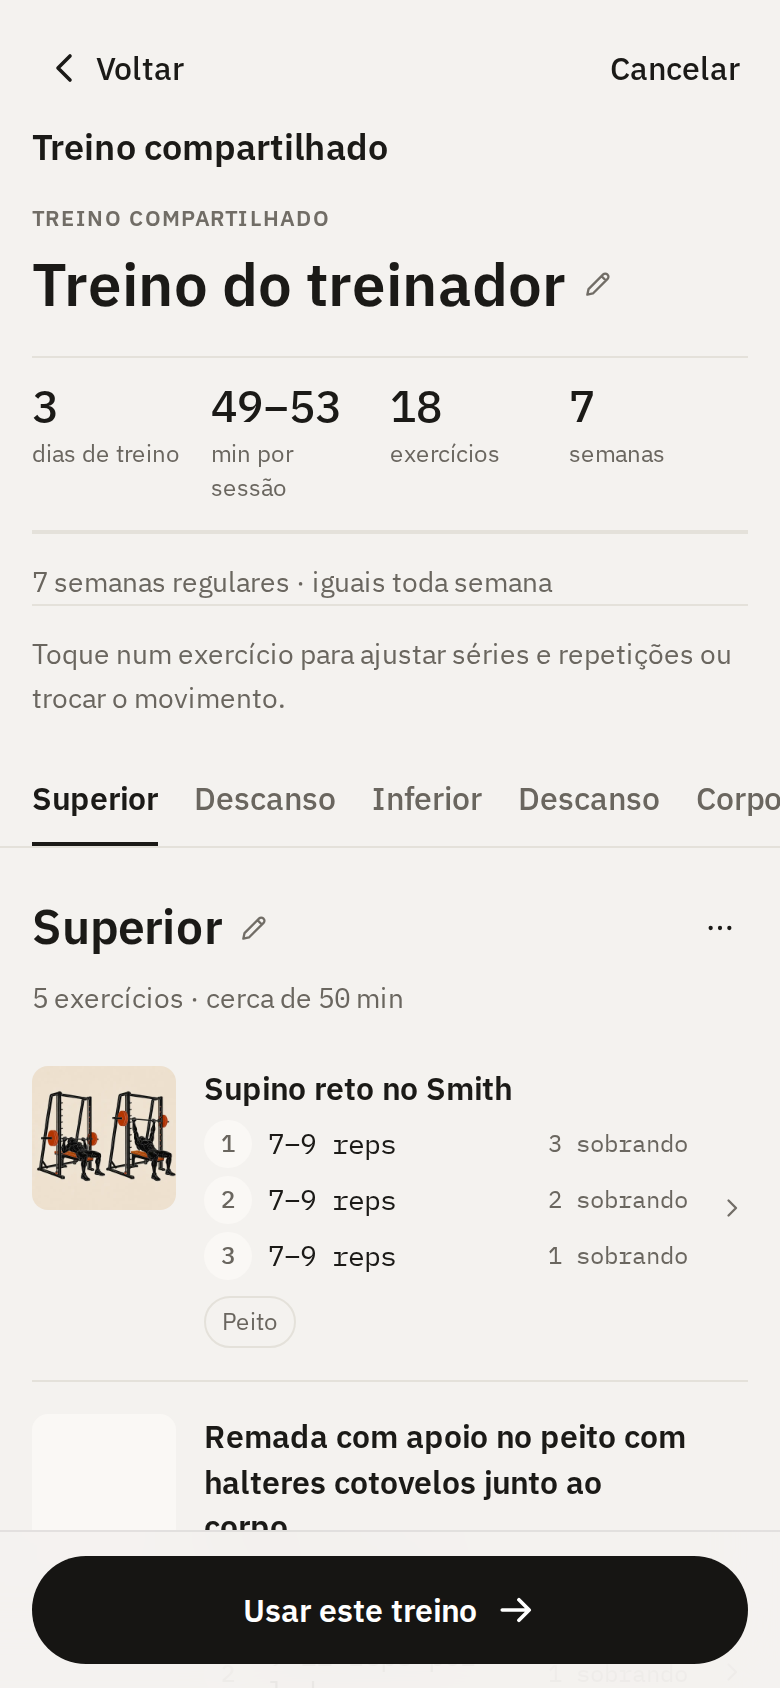 Voltar
Cancelar
Treino compartilhado
TREINO COMPARTILHADO
Treino do treinador
3
dias de treino
49–53
min por
sessão
18
exercícios
7
semanas
7 semanas regulares · iguais toda semana
Toque num exercício para ajustar séries e repetições ou
trocar o movimento.
Superior
Descanso
Inferior
Descanso
Corpo
Superior
...
5 exercícios · cerca de 50 min
Supino reto no Smith
1 7–9 reps 3 sobrando
2 7–9 reps 2 sobrando
3 7–9 reps 1 sobrando
Peito
Remada com apoio no peito com
halteres cotovelos junto ao
corpo
Usar este treino
2 1 sobrando